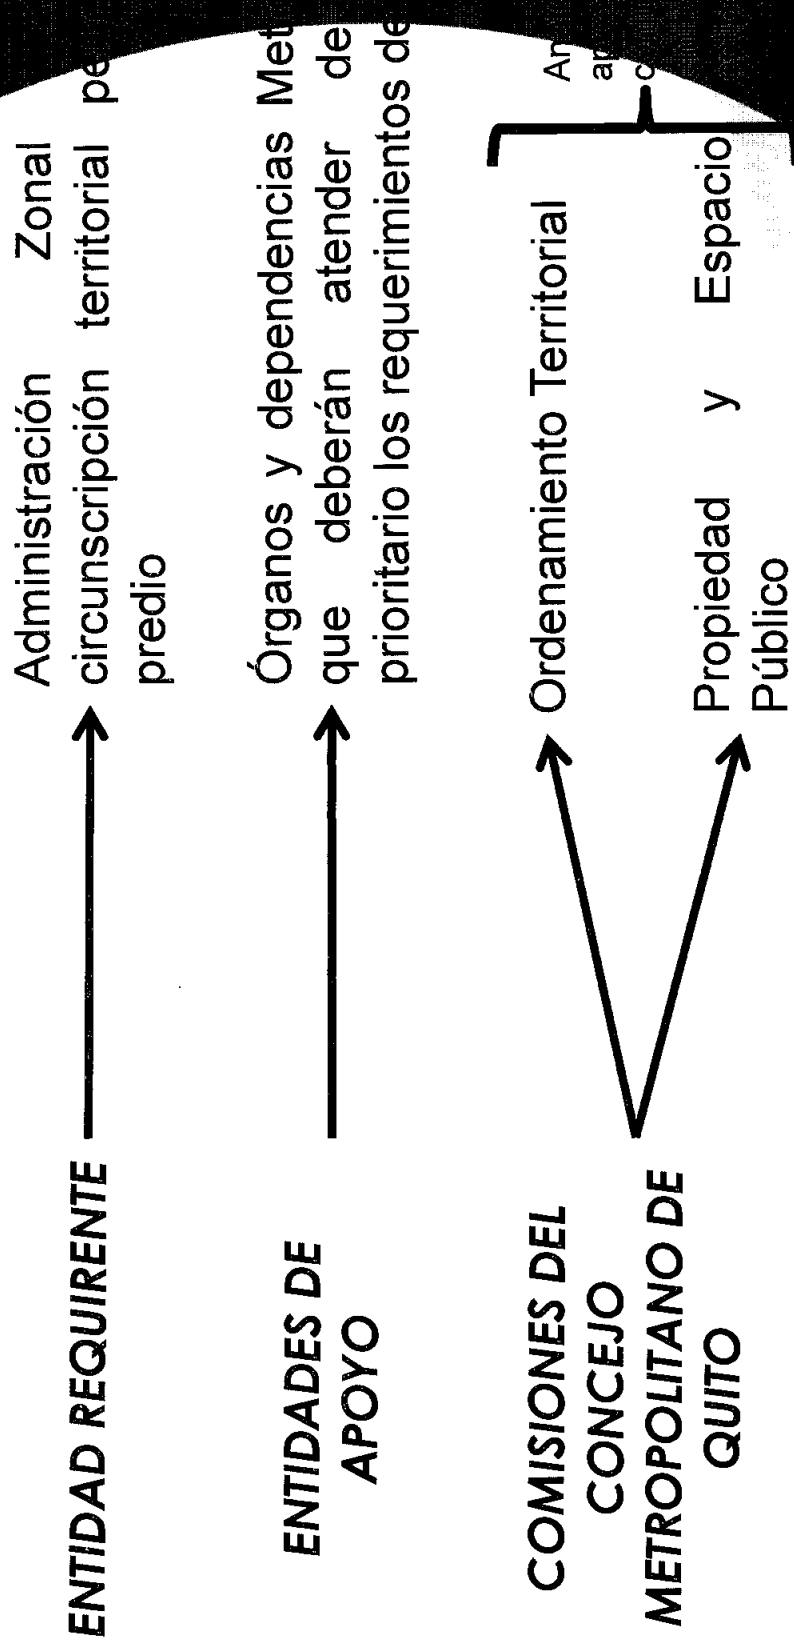 ENTIDAD REQUIRENTE
Administración Zonal
circunscripción territorial
predio
ENTIDADES DE
APOYO
Órganos y dependencias
que deberán atender de
prioritario los requerimientos de
COMISIONES DEL
CONCEJO
METROPOLITANO DE
QUITO
Ordenamiento Territorial
Propiedad y Espacio
Público